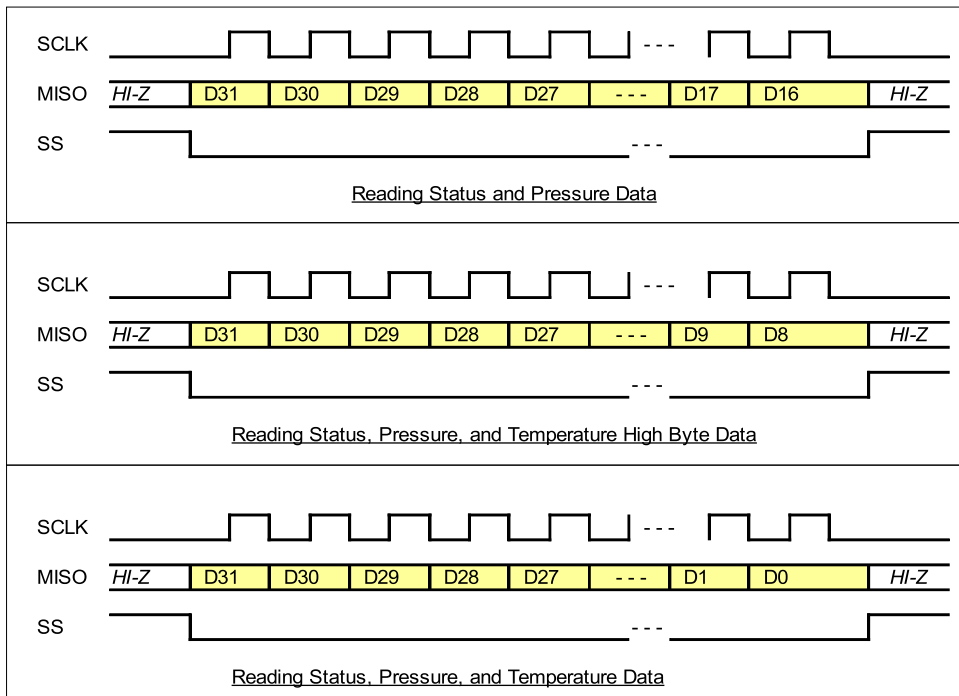 SCLK - - -
MISO HI-Z D31 D30 D29 D28 D27 - - - D17 D16 HI-Z
SS - - -
Reading Status and Pressure Data
SCLK - - -
MISO HI-Z D31 D30 D29 D28 D27 - - - D9 D8 HI-Z
SS - - -
Reading Status, Pressure, and Temperature High Byte Data
SCLK - - -
MISO HI-Z D31 D30 D29 D28 D27 - - - D1 D0 HI-Z
SS - - -
Reading Status, Pressure, and Temperature Data